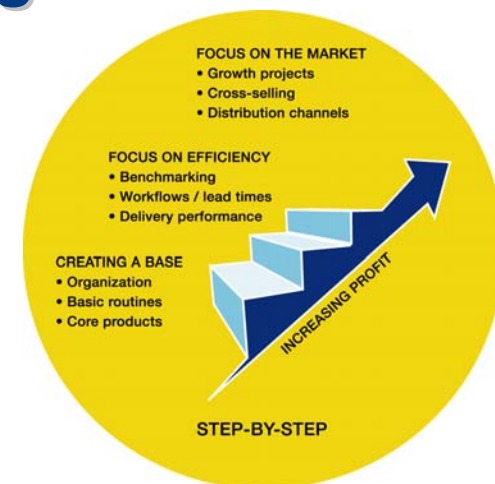 FOCUS ON THE MARKET
• Growth projects
• Cross-selling
• Distribution channels
FOCUS ON EFFICIENCY
• Benchmarking
• Workflows / lead times
• Delivery performance
CREATING A BASE
• Organization
• Basic routines
• Core products
INCREASING PROFIT
STEP-BY-STEP